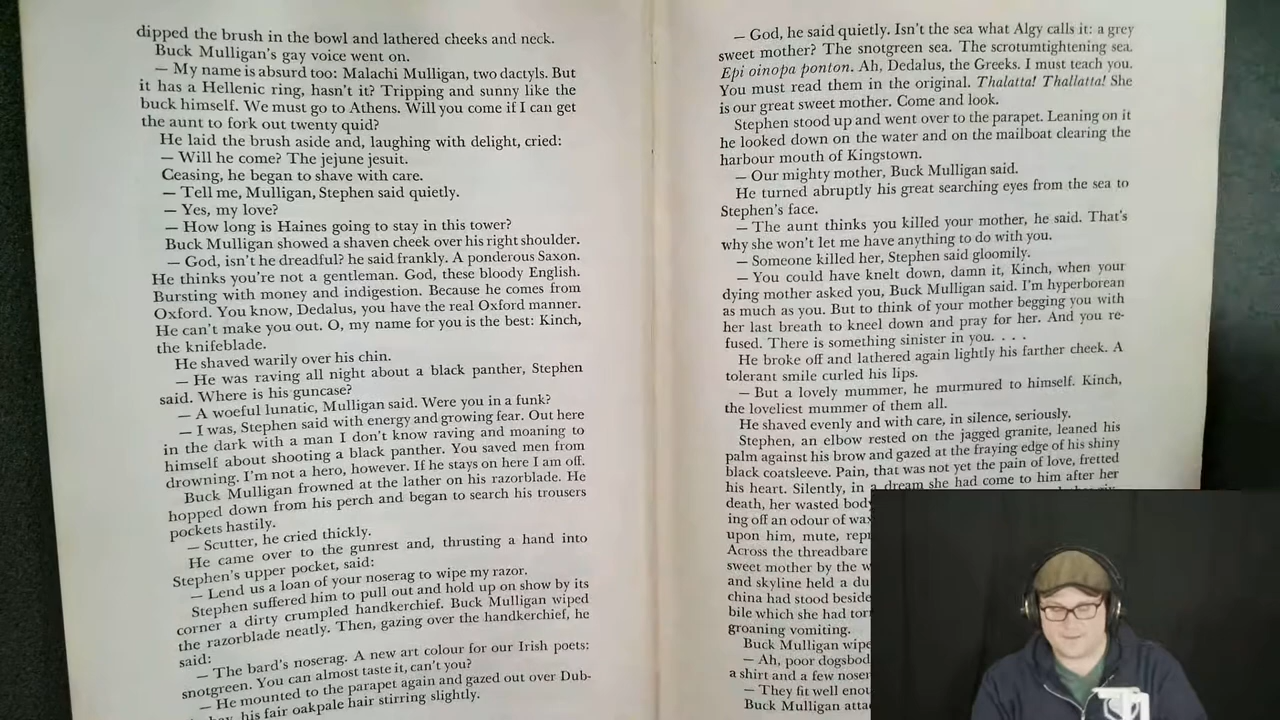 dipped the brush in the bowl and lathered cheeks and neck.
Buck Mulligan's gay voice went on.
— My name is absurd too: Malachi Mulligan, two dactyls. But
it has a Hellenic ring, hasn't it? Tripping and sunny like the
buck himself. We must go to Athens. Will you come if I can get
the aunt to fork out twenty quid?
He laid the brush aside and, laughing with delight, cried:
— Will he come? The jejune jesuit.
Ceasing, he began to shave with care.
— Tell me, Mulligan, Stephen said quietly.
— Yes, my love?
— How long is Haines going to stay in this tower?
Buck Mulligan showed a shaven cheek over his right shoulder.
— God, isn't he dreadful? he said frankly. A ponderous Saxon.
He thinks you're not a gentleman. God, these bloody English.
Bursting with money and indigestion. Because he comes from
Oxford. You know, Dedalus, you have the real Oxford manner.
He can't make you out. O, my name for you is the best: Kinch,
the knifeblade.
He shaved warily over his chin.
— He was raving all night about a black panther, Stephen
said. Where is his guncase?
— A woeful lunatic, Mulligan said. Were you in a funk?
— I was, Stephen said with energy and growing fear. Out here
in the dark with a man I don't know raving and moaning to
himself about shooting a black panther. You saved men from
drowning. I'm not a hero, however. If he stays on here I am off.
Buck Mulligan frowned at the lather on his razorblade. He
hopped down from his perch and began to search his trousers
pockets hastily.
— Scutter, he cried thickly.
He came over to the gunrest and, thrusting a hand into
Stephen's upper pocket, said:
— Lend us a loan of your noserag to wipe my razor.
Stephen suffered him to pull out and hold up on show by its
corner a dirty crumpled handkerchief. Buck Mulligan wiped
the razorblade neatly. Then, gazing over the handkerchief, he
said:
— The bard's noserag. A new art colour for our Irish poets:
snotgreen. You can almost taste it, can't you?
— He mounted to the parapet again and gazed out over Dub-
bay, his fair oakpale hair stirring slightly.
— God, he said quietly. Isn't the sea what Algy calls it: a grey
sweet mother? The snotgreen sea. The scrotumtightening sea.
Epi oinopa ponton. Ah, Dedalus, the Greeks. I must teach you.
You must read them in the original. Thalatta! Thallatta! She
is our great sweet mother. Come and look.
Stephen stood up and went over to the parapet. Leaning on it
he looked down on the water and on the mailboat clearing the
harbour mouth of Kingstown.
— Our mighty mother, Buck Mulligan said.
He turned abruptly his great searching eyes from the sea to
Stephen's face.
— The aunt thinks you killed your mother, he said. That's
why she won't let me have anything to do with you.
— Someone killed her, Stephen said gloomily.
— You could have knelt down, damn it, Kinch, when your
dying mother asked you, Buck Mulligan said. I'm hyperborean
as much as you. But to think of your mother begging you with
her last breath to kneel down and pray for her. And you re-
fused. There is something sinister in you. . . .
He broke off and lathered again lightly his farther cheek. A
tolerant smile curled his lips.
— But a lovely mummer, he murmured to himself. Kinch,
the loveliest mummer of them all.
He shaved evenly and with care, in silence, seriously.
Stephen, an elbow rested on the jagged granite, leaned his
palm against his brow and gazed at the fraying edge of his shiny
black coatsleeve. Pain, that was not yet the pain of love, fretted
his heart. Silently, in a dream she had come to him after her
death, her wasted body
ing off an odour of wax
upon him, mute, repr
Across the threadbare
sweet mother by the w
and skyline held a du
china had stood beside
bile which she had torn
groaning vomiting.
Buck Mulligan wipe
— Ah, poor dogsbod
a shirt and a few noser
— They fit well enou
Buck Mulligan atta